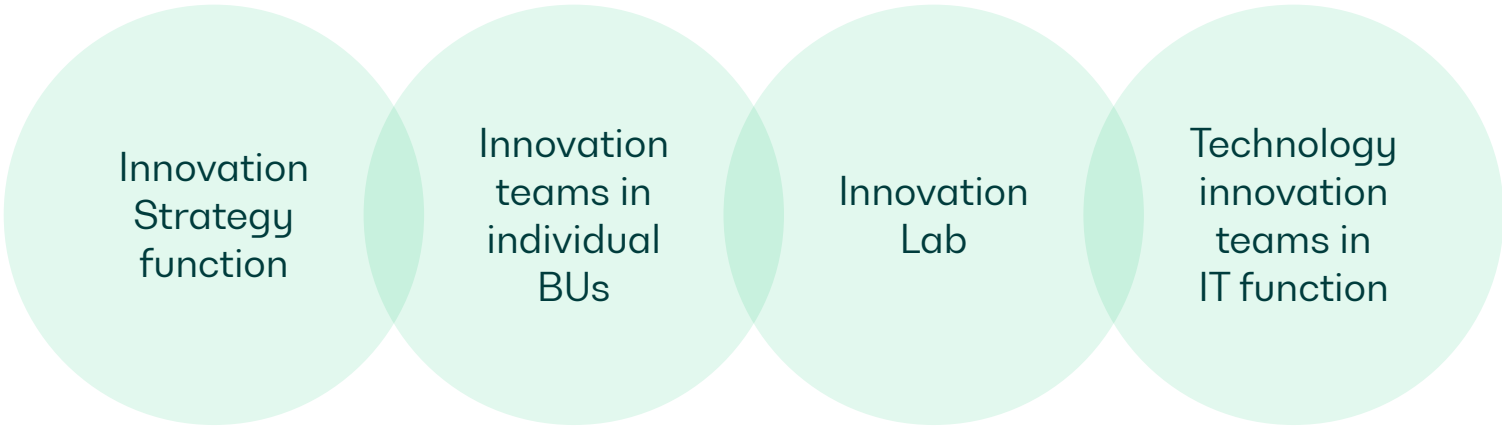 Innovation
Strategy
function
Innovation
teams in
individual
BUs
Innovation
Lab
Technology
innovation
teams in
IT function